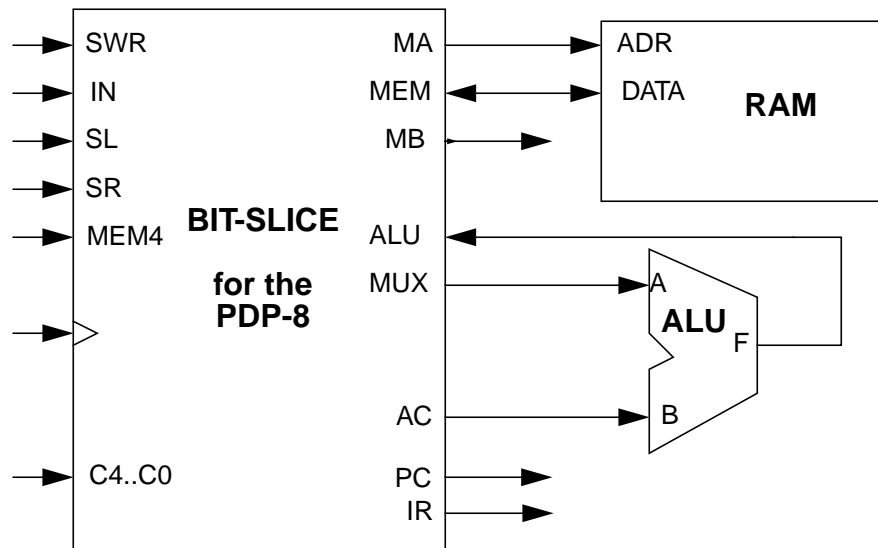 SWR
IN
SL
SR
MEM4
C4..C0
BIT-SLICE
for the
PDP-8
MA
MEM
MB
ALU
MUX
AC
PC
IR
ADR
DATA
RAM
A
ALU
F
B